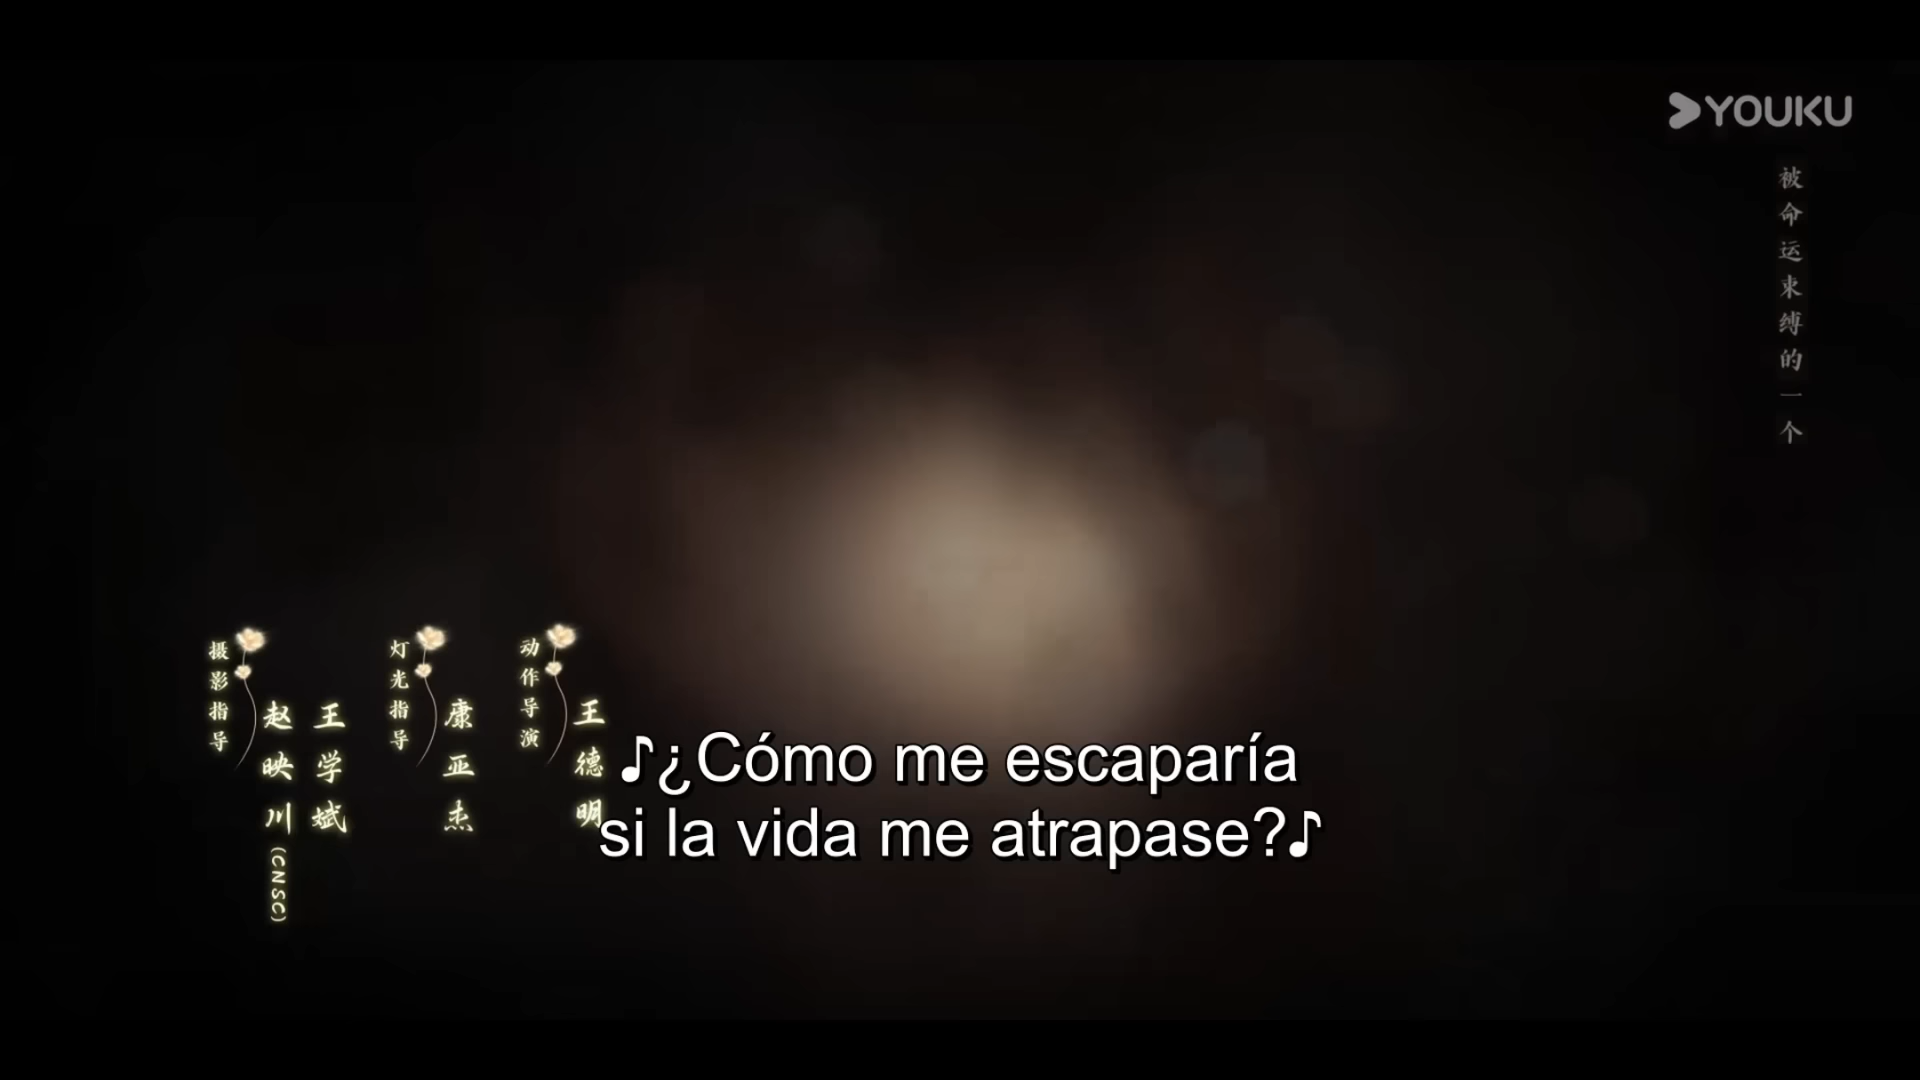 YOUKU
被命运束缚的一个
摄影指导
赵映川(CNSC)
王学斌
灯光指导
康亚杰
动作导演
王德明
♪¿Cómo me escaparía
si la vida me atrapase?♪